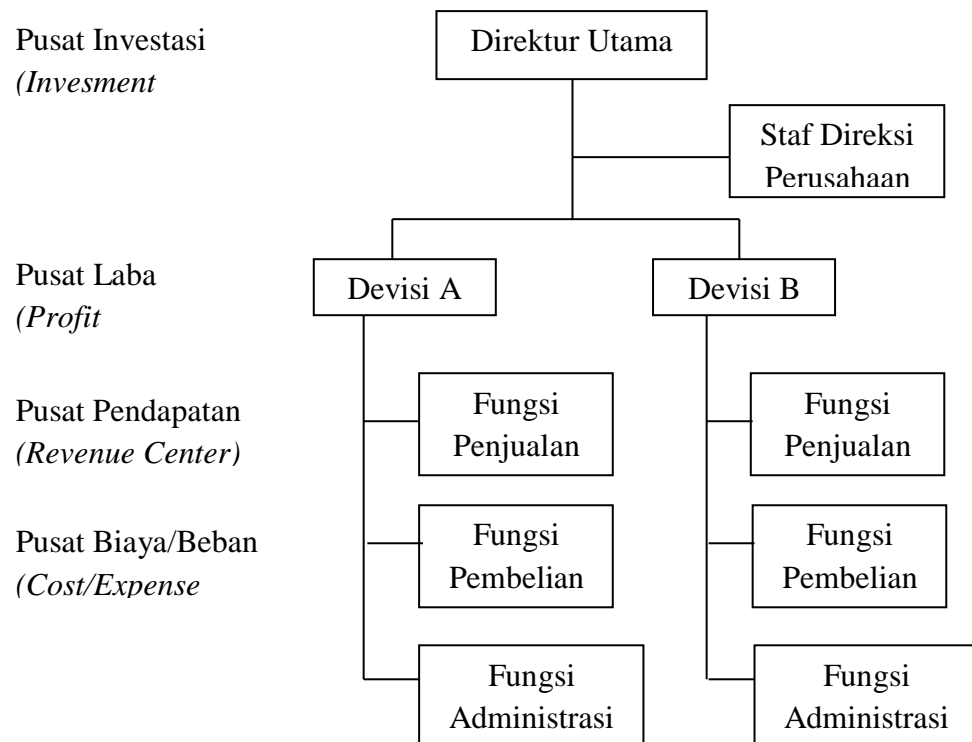 Pusat Investasi
(Invesment
Direktur Utama
Staf Direksi
Perusahaan
Pusat Laba
(Profit
Devisi A
Devisi B
Pusat Pendapatan
(Revenue Center)
Fungsi
Penjualan
Fungsi
Penjualan
Pusat Biaya/Beban
(Cost/Expense
Fungsi
Pembelian
Fungsi
Pembelian
Fungsi
Administrasi
Fungsi
Administrasi